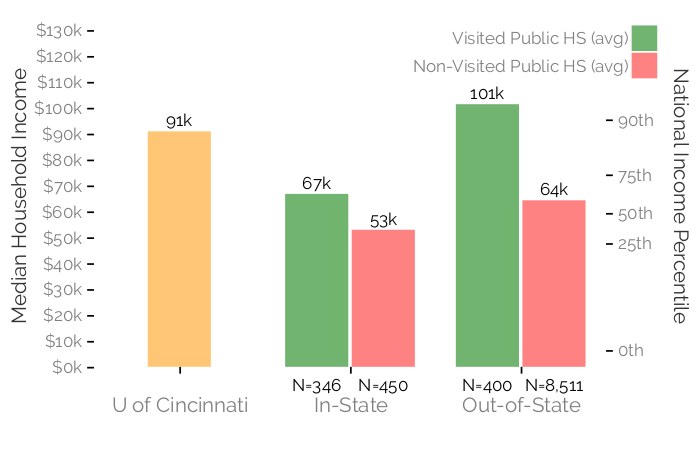 Median Household Income
$130k
$120k
$110k
$100k
$90k
$80k
$70k
$60k
$50k
$40k
$30k
$20k
$10k
$0k
Visited Public HS (avg)
Non-Visited Public HS (avg)
91k
67k
53k
101k
64k
N=346 N=450
N=400 N=8,511
U of Cincinnati
In-State
Out-of-State
90th
75th
50th
25th
0th
National Income Percentile